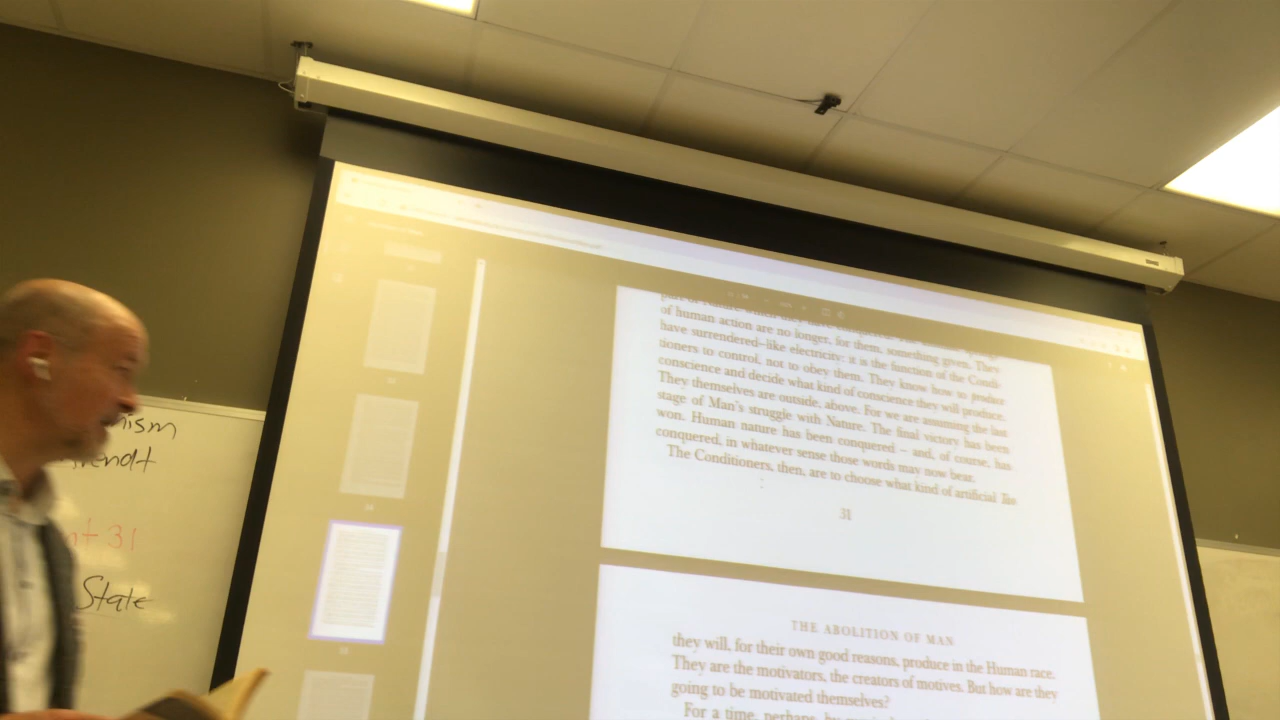 ism
rendt
nt 31
State
of human action are no longer, for them, something given. They
have surrendered–like electricity: it is the function of the Condi-
tioners to control, not to obey them. They know how to produce
conscience and decide what kind of conscience they will produce.
They themselves are outside, above. For we are assuming the last
stage of Man's struggle with Nature. The final victory has been
won. Human nature has been conquered – and, of course, has
conquered, in whatever sense those words may now bear.
The Conditioners, then, are to choose what kind of artificial Tao
31
THE ABOLITION OF MAN
they will, for their own good reasons, produce in the Human race.
They are the motivators, the creators of motives. But how are they
going to be motivated themselves?
For a time, perhaps, by